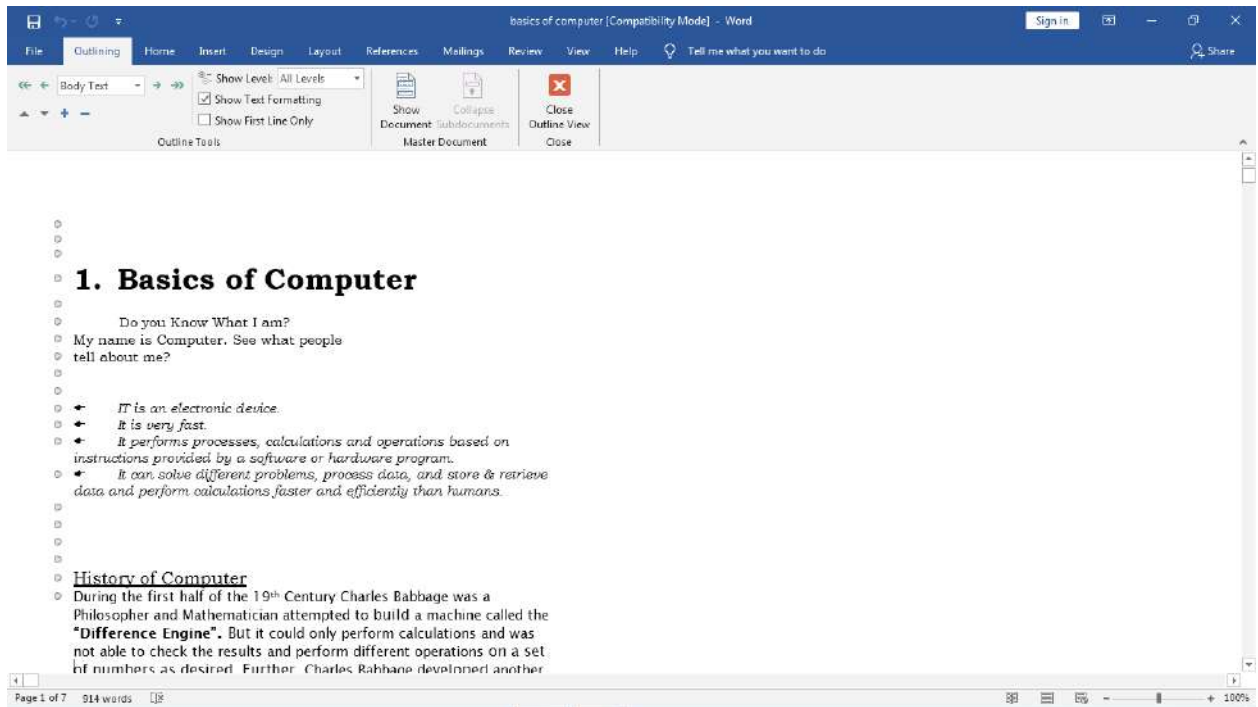 basics of computer [Compatibility Mode] - Word
Sign in
File Outlining Home Insert Design Layout References Mailings Review View Help Tell me what you want to do Share
Body Text
Show Level: All Levels
Show Text Formatting
Show First Line Only
Outline Tools
Show Document
Collapse Subdocuments
Master Document
Close Outline View
Close
1. Basics of Computer
Do you Know What I am?
My name is Computer. See what people
tell about me?
IT is an electronic device.
It is very fast.
It performs processes, calculations and operations based on
instructions provided by a software or hardware program.
It can solve different problems, process data, and store & retrieve
data and perform calculations faster and efficiently than humans.
History of Computer
During the first half of the 19th Century Charles Babbage was a
Philosopher and Mathematician attempted to build a machine called the
"Difference Engine". But it could only perform calculations and was
not able to check the results and perform different operations on a set
of numbers as desired. Further, Charles Babbage developed another
Page 1 of 7 914 words
100%